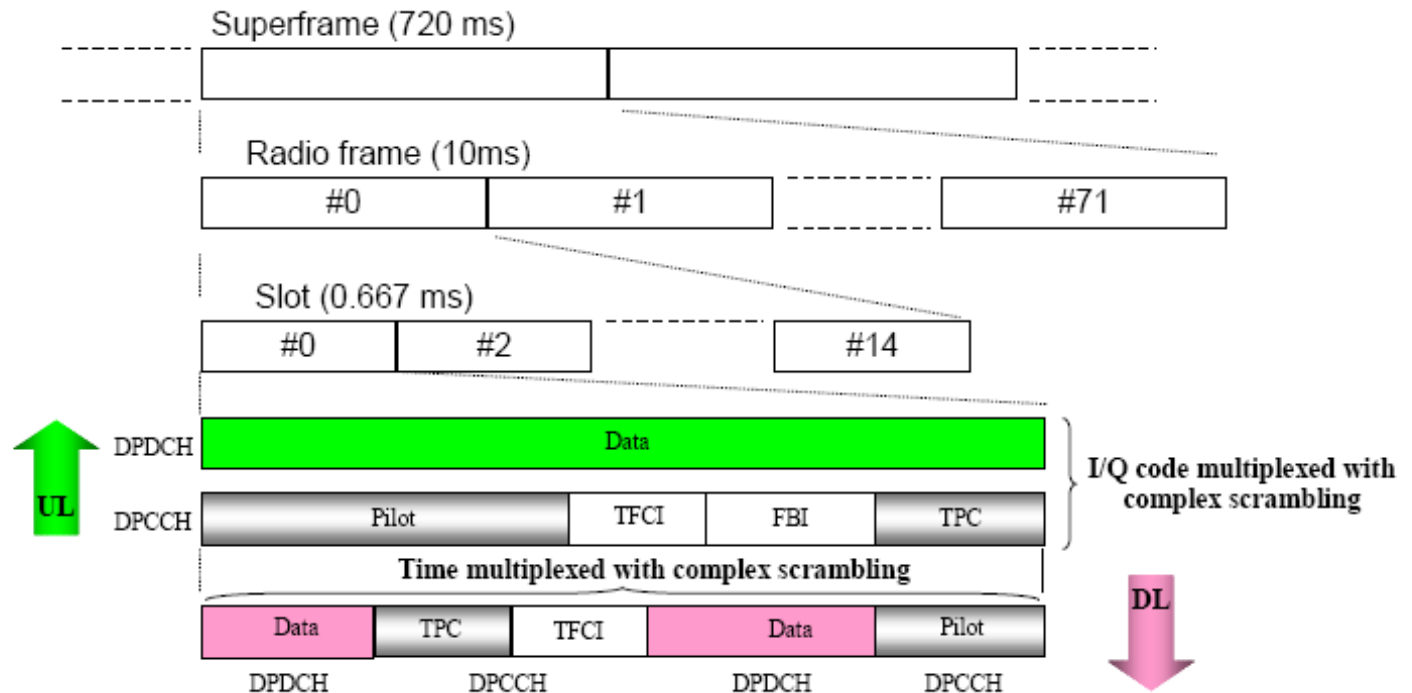 Superframe (720 ms)
Radio frame (10ms)
#0 #1 #71
Slot (0.667 ms)
#0 #2 #14
DPDCH Data
UL
DPCCH Pilot TFCI FBI TPC
I/Q code multiplexed with
complex scrambling
Time multiplexed with complex scrambling
DL
Data TPC TFCI Data Pilot
DPDCH DPCCH DPDCH DPCCH